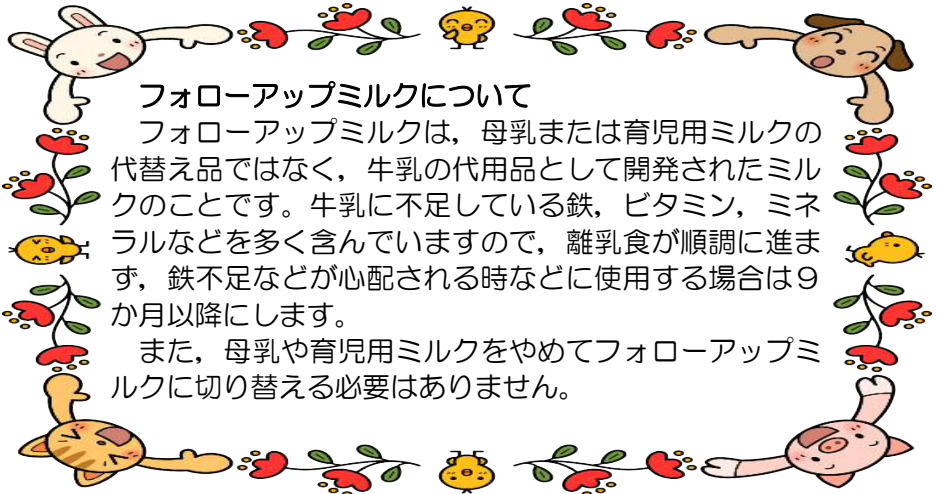 フォローアップミルクについて
フォローアップミルクは，母乳または育児用ミルクの
代替え品ではなく，牛乳の代用品として開発されたミル
クのことです。牛乳に不足している鉄，ビタミン，ミネ
ラルなどを多く含んでいますので，離乳食が順調に進ま
ず，鉄不足などが心配される時などに使用する場合は９
か月以降にします。
また，母乳や育児用ミルクをやめてフォローアップミ
ルクに切り替える必要はありません。